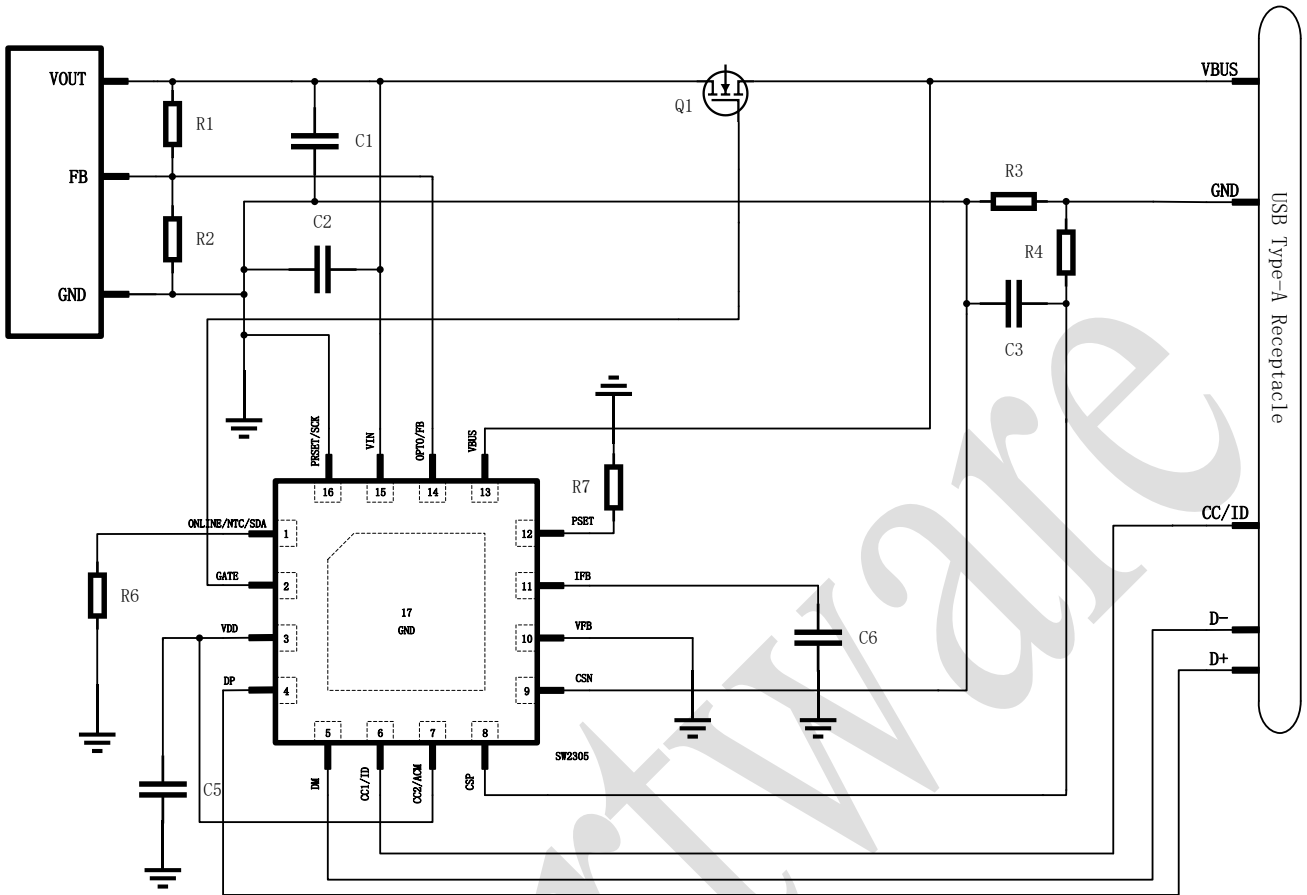 VOUT
VBUS
Q1
R1
C1
FB
R3
GND
C2
R2
R4
GND
C3
USB Type-A Receptacle
PRSET/SCK
VIN
OPTO/FB
VBUS
R7
16
15
14
13
CC/ID
ONLINE/NTC/SDA
1
12
PSET
GATE
2
11
IFB
R6
17
GND
VDD
3
10
VFB
C6
D-
D+
DP
4
9
CSN
5
6
7
8
SW2305
DM
CC1/ID
CC2/ACM
CSP
C5
rtware